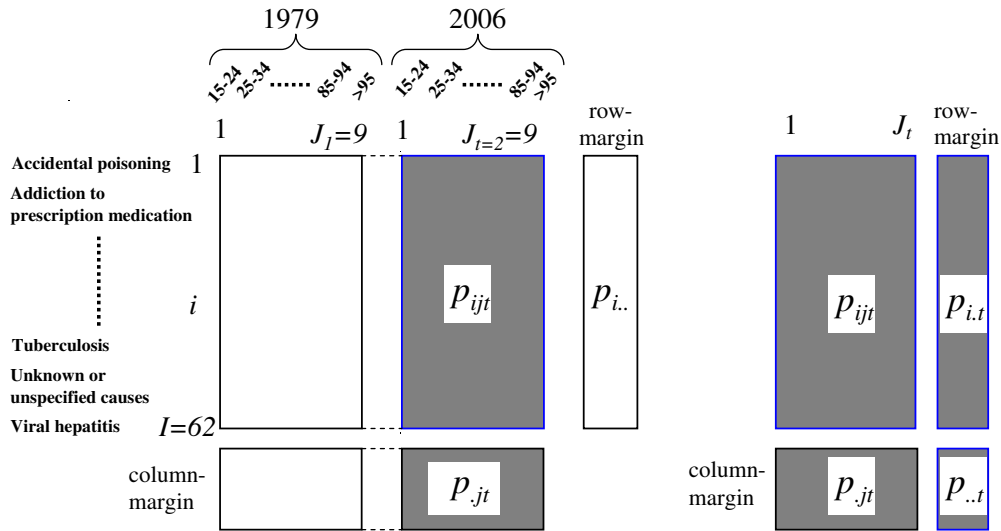 1979 2006
15-24 25-34 ...... 85-94 >95 15-24 25-34 ...... 85-94 >95
row-
margin
1 J1=9 1 Jt=2=9
1 Jt
row-
margin
Accidental poisoning 1
Addiction to
prescription medication
i pijt pi.. pijt pi.t
Tuberculosis
Unknown or
unspecified causes
Viral hepatitis I=62
column-
margin
p.jt
column-
margin
p.jt p..t